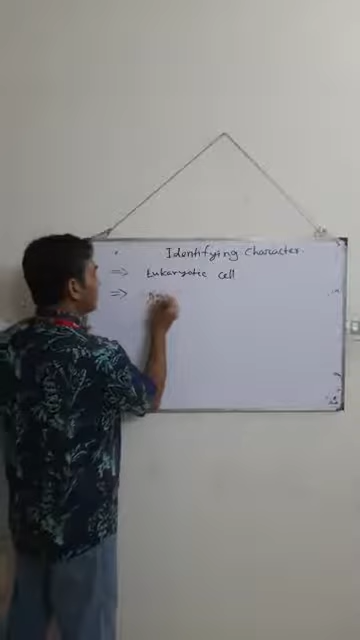 Identifying Character.
⇒ Eukaryotic cell
⇒